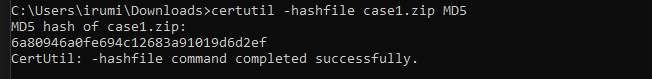 C:\Users\irumi\Downloads>certutil -hashfile case1.zip MD5
MD5 hash of case1.zip:
6a80946a0fe694c12683a91019d6d2ef
CertUtil: -hashfile command completed successfully.